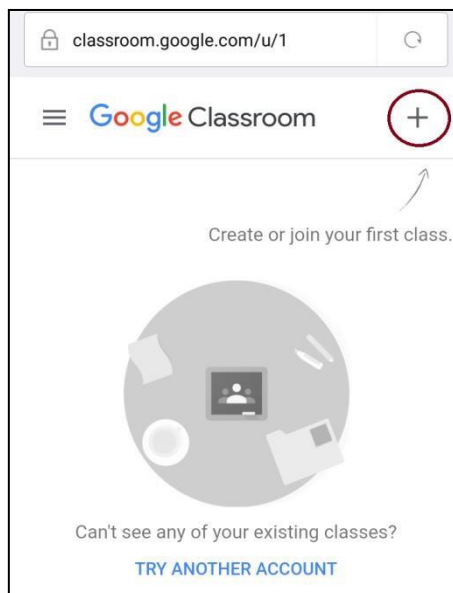 classroom.google.com/u/1
Google Classroom
Create or join your first class.
Can't see any of your existing classes?
TRY ANOTHER ACCOUNT